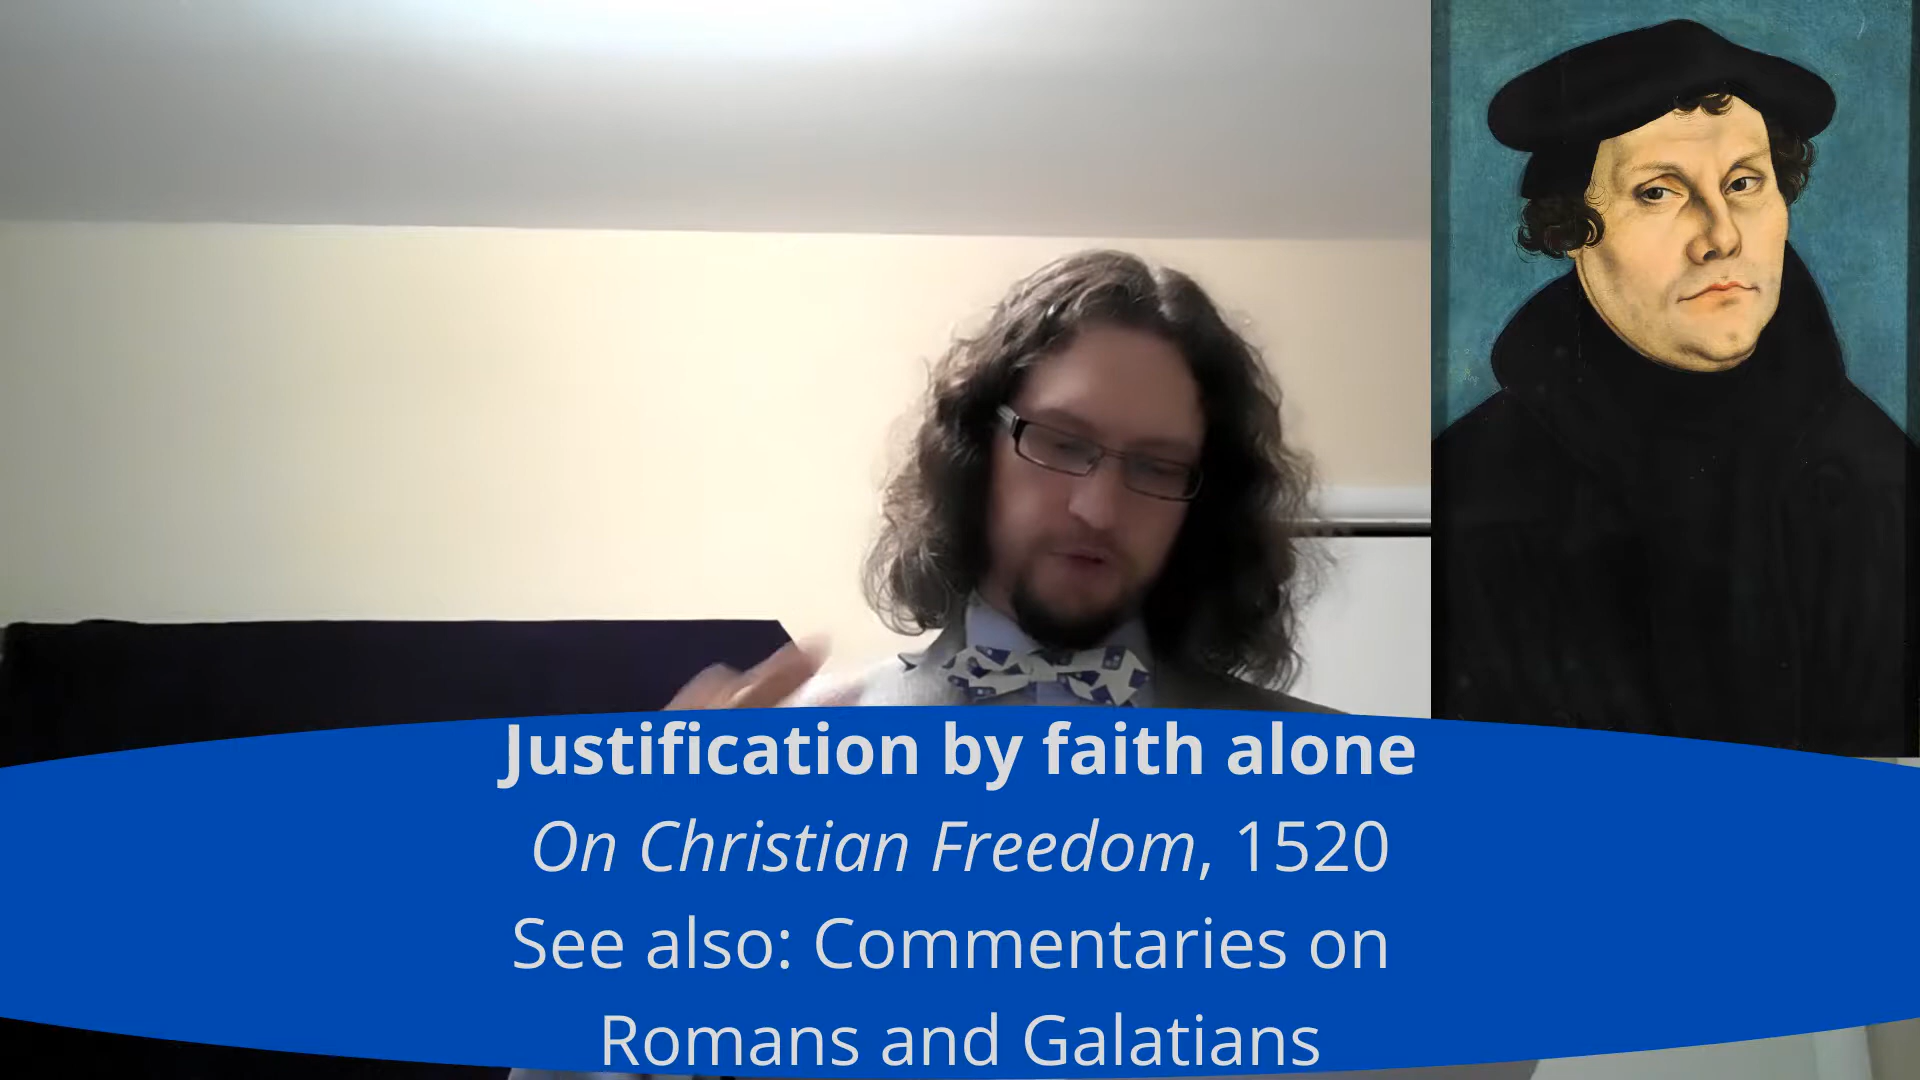 Justification by faith alone
On Christian Freedom, 1520
See also: Commentaries on
Romans and Galatians